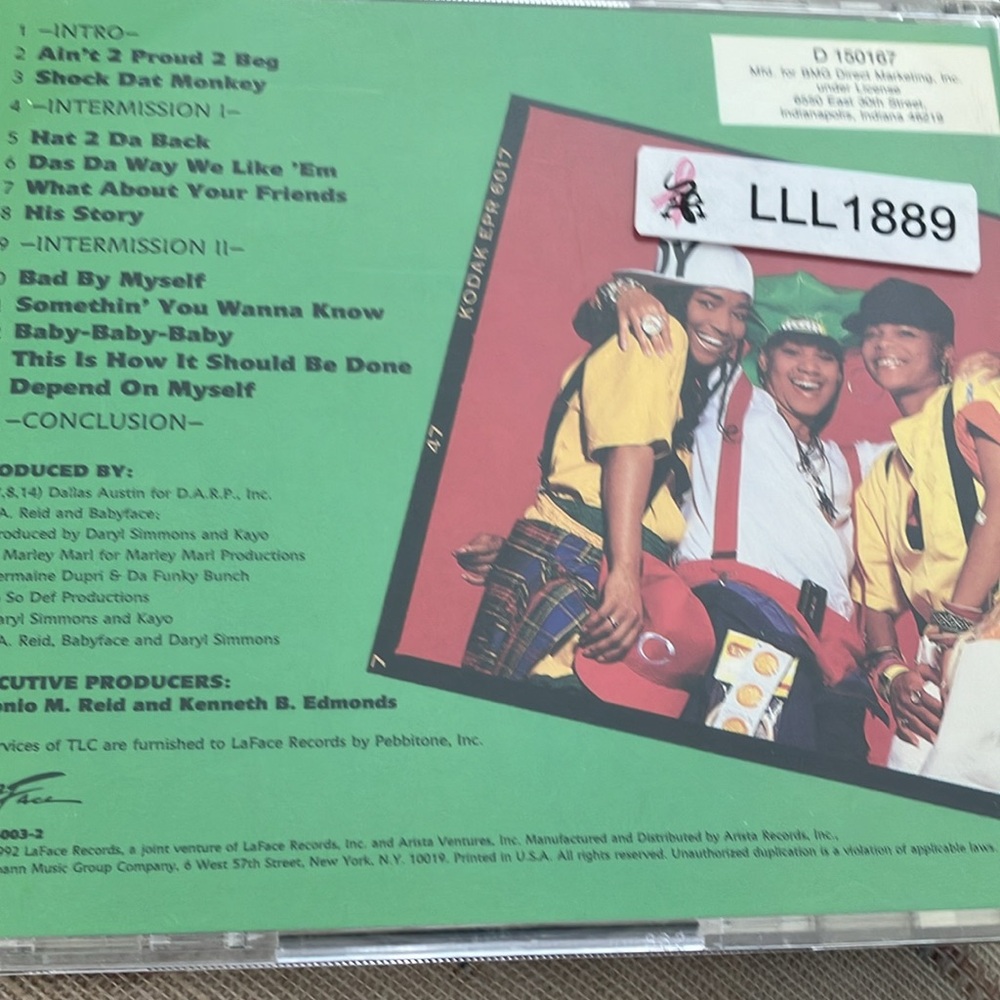 1 –INTRO–
2 Ain't 2 Proud 2 Beg
3 Shock Dat Monkey
4 –INTERMISSION I–
5 Hat 2 Da Back
6 Das Da Way We Like 'Em
7 What About Your Friends
8 His Story
9 –INTERMISSION II–
Bad By Myself
Somethin' You Wanna Know
Baby-Baby-Baby
This Is How It Should Be Done
Depend On Myself
–CONCLUSION–
ODUCED BY:
,8,14) Dallas Austin for D.A.R.P., Inc.
A. Reid and Babyface;
roduced by Daryl Simmons and Kayo
Marley Marl for Marley Marl Productions
ermaine Dupri & Da Funky Bunch
So Def Productions
aryl Simmons and Kayo
A. Reid, Babyface and Daryl Simmons
CUTIVE PRODUCERS:
onio M. Reid and Kenneth B. Edmonds
rvices of TLC are furnished to LaFace Records by Pebbitone, Inc.
Face
003-2
992 LaFace Records, a joint venture of LaFace Records, Inc. and Arista Ventures, Inc. Manufactured and Distributed by Arista Records, Inc.,
mann Music Group Company, 6 West 57th Street, New York, N.Y. 10019. Printed in U.S.A. All rights reserved. Unauthorized duplication is a violation of applicable laws.
D 150167
Mfd. for BMG Direct Marketing, Inc.
under License
6550 East 30th Street,
Indianapolis, Indiana 46219
LLL1889
KODAK EPR 6017
47
7
DY
C